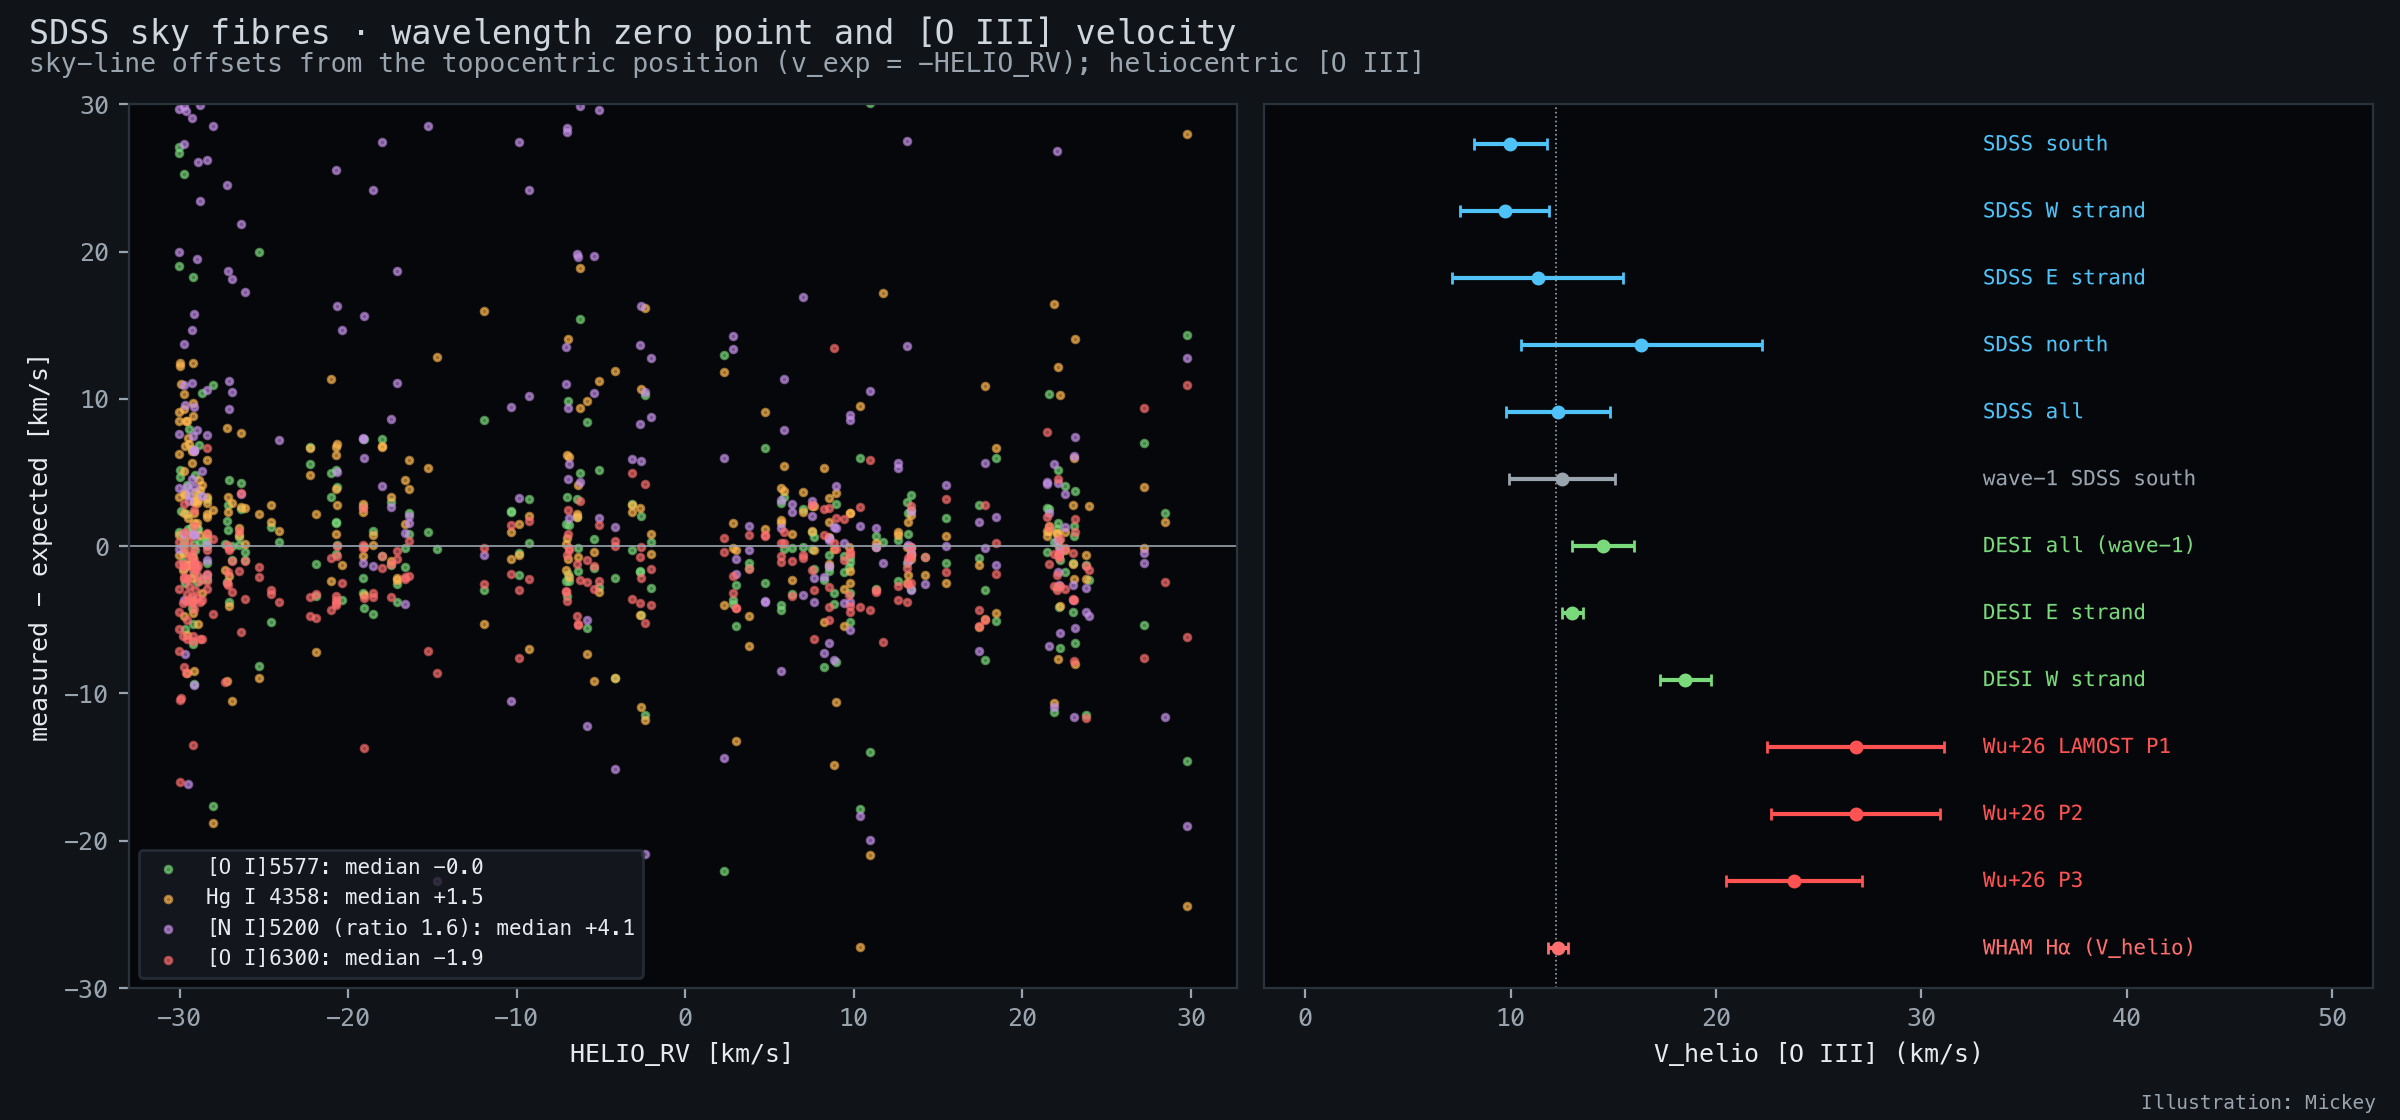 SDSS sky fibres · wavelength zero point and [O III] velocity
sky−line offsets from the topocentric position (v_exp = −HELIO_RV); heliocentric [O III]
measured − expected [km/s]
30
20
10
0
−10
−20
−30
[O I]5577: median −0.0
Hg I 4358: median +1.5
[N I]5200 (ratio 1.6): median +4.1
[O I]6300: median −1.9
−30
−20
−10
0
10
20
30
HELIO_RV [km/s]
SDSS south
SDSS W strand
SDSS E strand
SDSS north
SDSS all
wave−1 SDSS south
DESI all (wave−1)
DESI E strand
DESI W strand
Wu+26 LAMOST P1
Wu+26 P2
Wu+26 P3
WHAM Hα (V_helio)
0
10
20
30
40
50
V_helio [O III] (km/s)
Illustration: Mickey